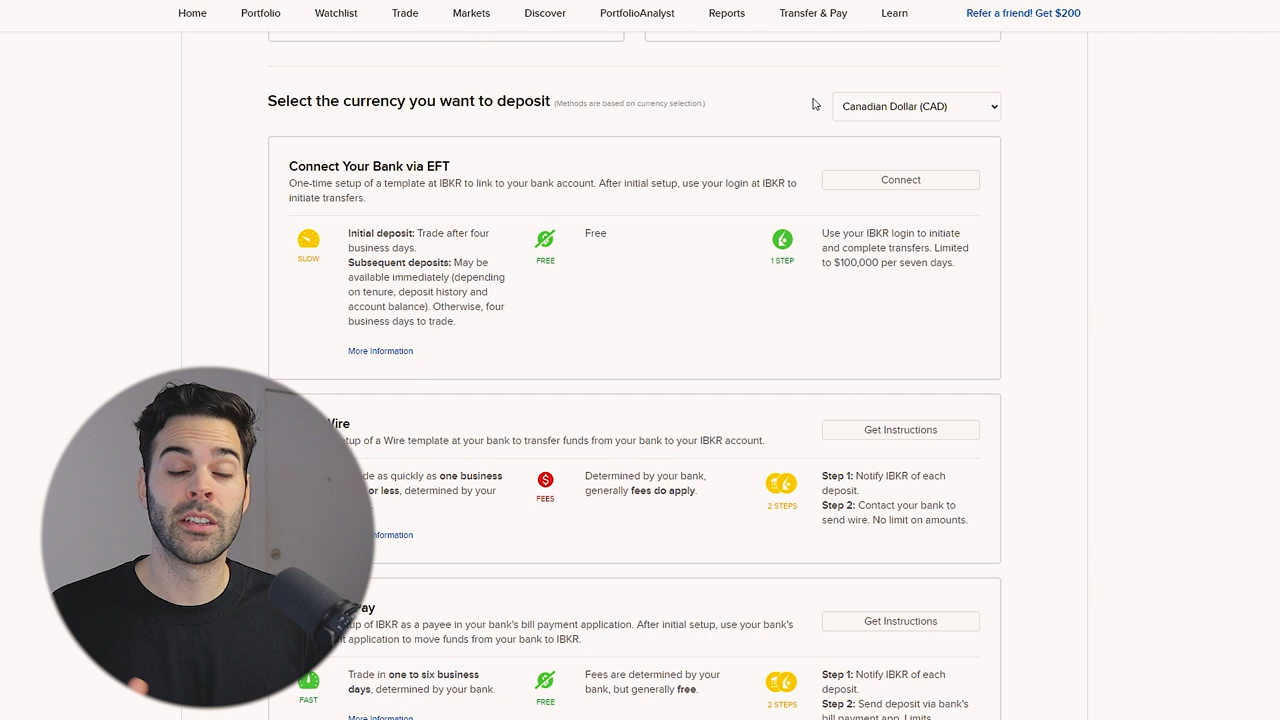 Home Portfolio Watchlist Trade Markets Discover PortfolioAnalyst Reports Transfer & Pay Learn Refer a friend! Get $200
Select the currency you want to deposit (Methods are based on currency selection.)
Canadian Dollar (CAD)
Connect Your Bank via EFT
One-time setup of a template at IBKR to link to your bank account. After initial setup, use your login at IBKR to
initiate transfers.
Connect
SLOW
Initial deposit: Trade after four
business days.
Subsequent deposits: May be
available immediately (depending
on tenure, deposit history and
account balance). Otherwise, four
business days to trade.
More Information
FREE
Free
1 STEP
Use your IBKR login to initiate
and complete transfers. Limited
to $100,000 per seven days.
Wire
of a Wire template at your bank to transfer funds from your bank to your IBKR account.
Get Instructions
as quickly as one business
or less, determined by your
FEES
Determined by your bank,
generally fees do apply.
2 STEPS
Step 1: Notify IBKR of each
deposit.
Step 2: Contact your bank to
send wire. No limit on amounts.
of IBKR as a payee in your bank's bill payment application. After initial setup, use your bank's
application to move funds from your bank to IBKR.
Get Instructions
FAST
Trade in one to six business
days, determined by your bank.
More Information
FREE
Fees are determined by your
bank, but generally free.
2 STEPS
Step 1: Notify IBKR of each
deposit.
Step 2: Send deposit via bank's
bill payment app. Limits